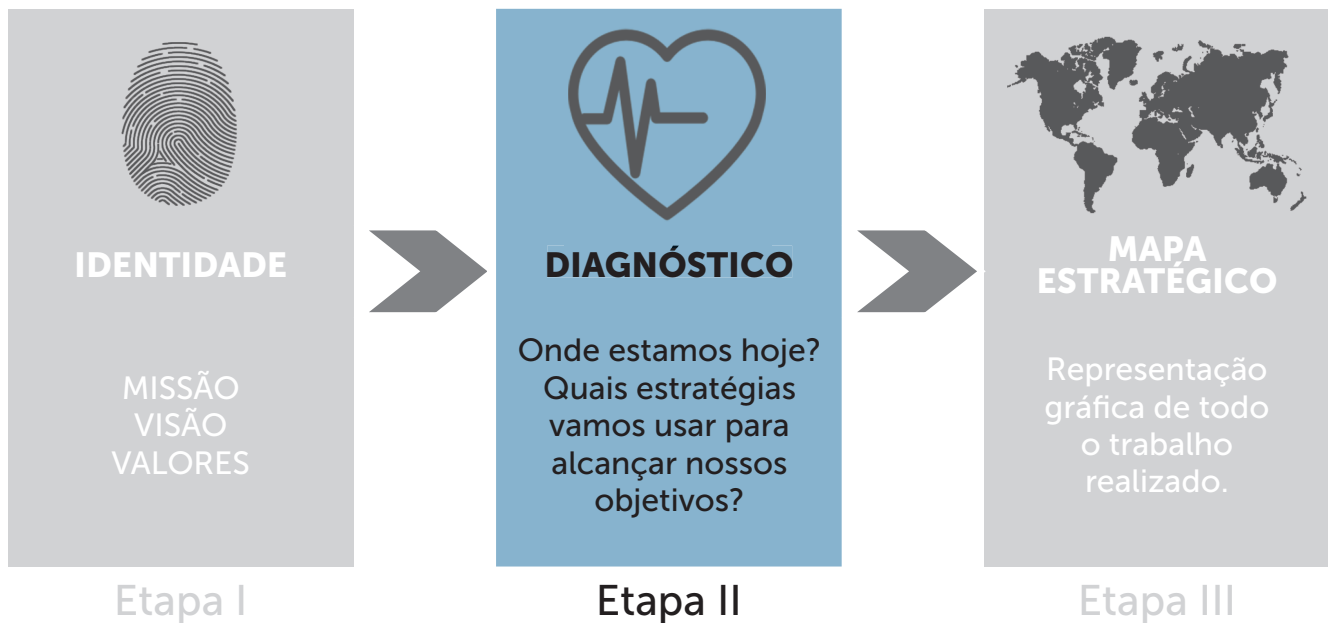 IDENTIDADE
MISSÃO
VISÃO
VALORES
Etapa I
DIAGNÓSTICO
Onde estamos hoje?
Quais estratégias
vamos usar para
alcançar nossos
objetivos?
Etapa II
MAPA
ESTRATÉGICO
Representação
gráfica de todo
o trabalho
realizado.
Etapa III